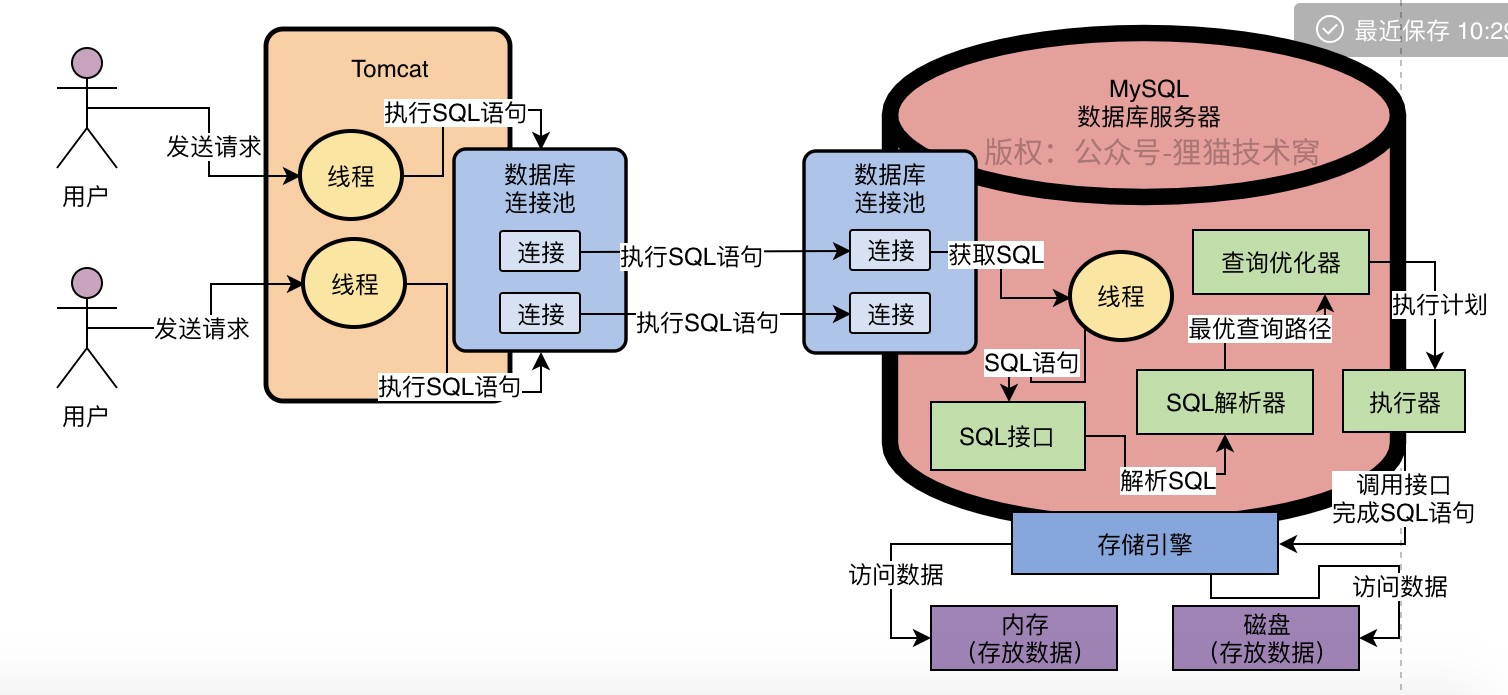 最近保存 10:29
Tomcat
MySQL
数据库服务器
版权：公众号-狸猫技术窝
执行SQL语句
发送请求
线程
用户
数据库
连接池
连接
连接
执行SQL语句
执行SQL语句
数据库
连接池
连接
连接
获取SQL
线程
查询优化器
执行计划
最优查询路径
线程
发送请求
用户
执行SQL语句
SQL语句
SQL接口
解析SQL
SQL解析器
执行器
调用接口
完成SQL语句
存储引擎
访问数据
访问数据
内存
（存放数据）
磁盘
（存放数据）